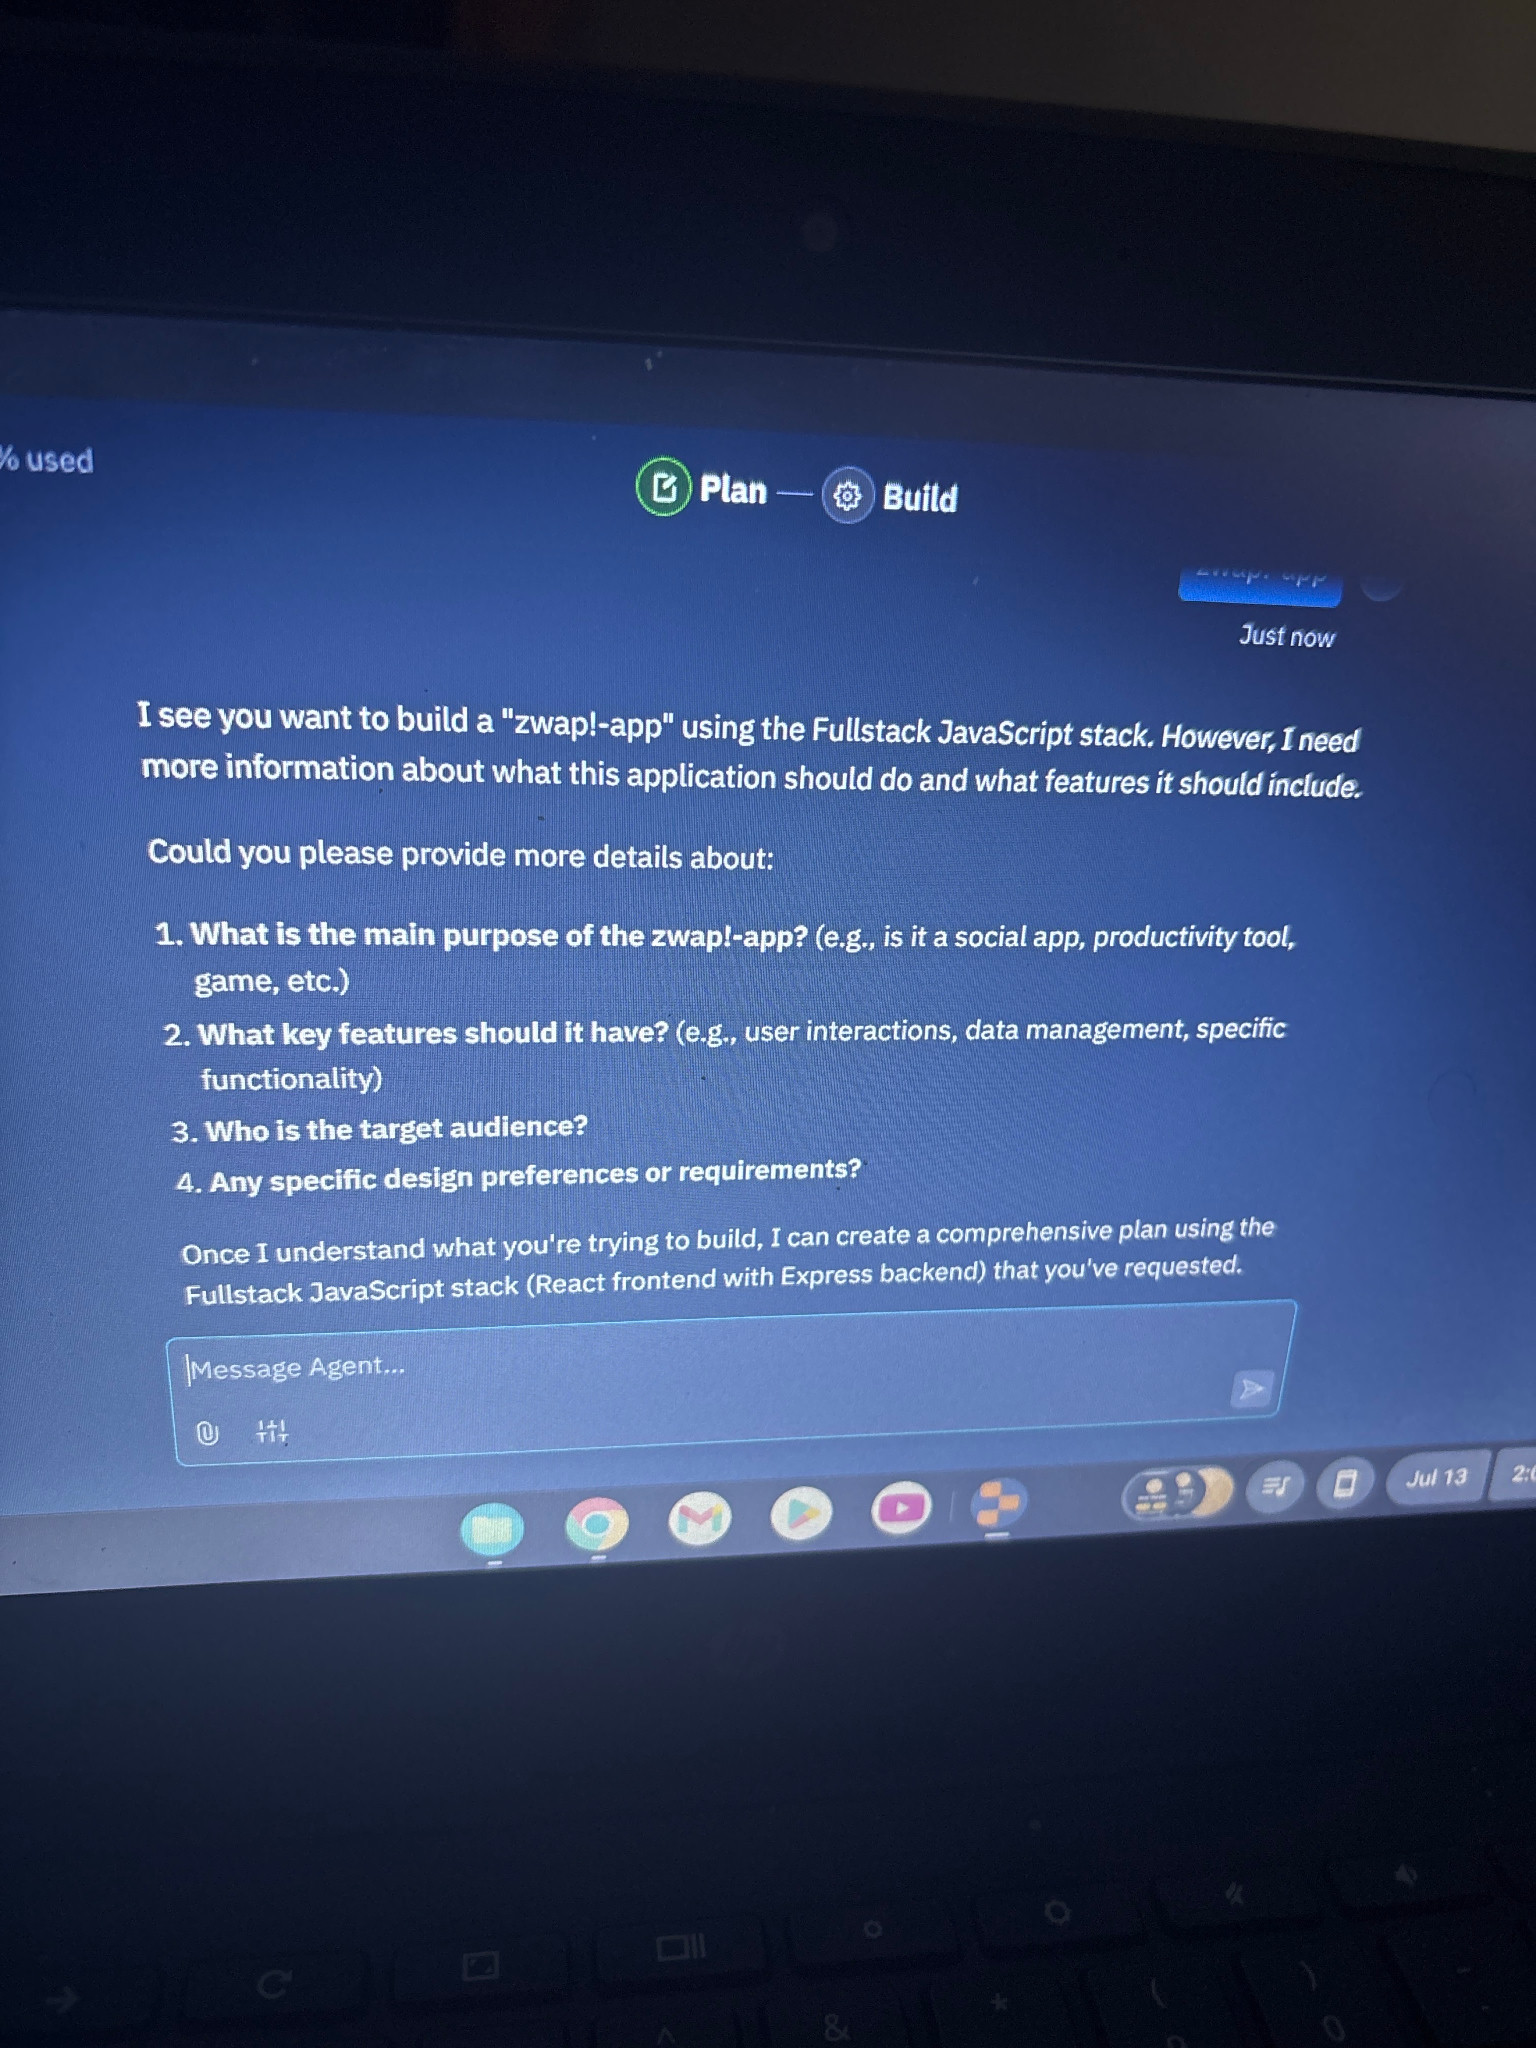 % used
Plan
Build
zwap!-app
Just now
I see you want to build a "zwap!-app" using the Fullstack JavaScript stack. However, I need
more information about what this application should do and what features it should include.
Could you please provide more details about:
1. What is the main purpose of the zwap!-app? (e.g., is it a social app, productivity tool,
game, etc.)
2. What key features should it have? (e.g., user interactions, data management, specific
functionality)
3. Who is the target audience?
4. Any specific design preferences or requirements?
Once I understand what you're trying to build, I can create a comprehensive plan using the
Fullstack JavaScript stack (React frontend with Express backend) that you've requested.
Message Agent...
Jul 13
^ & * ( )
0 -